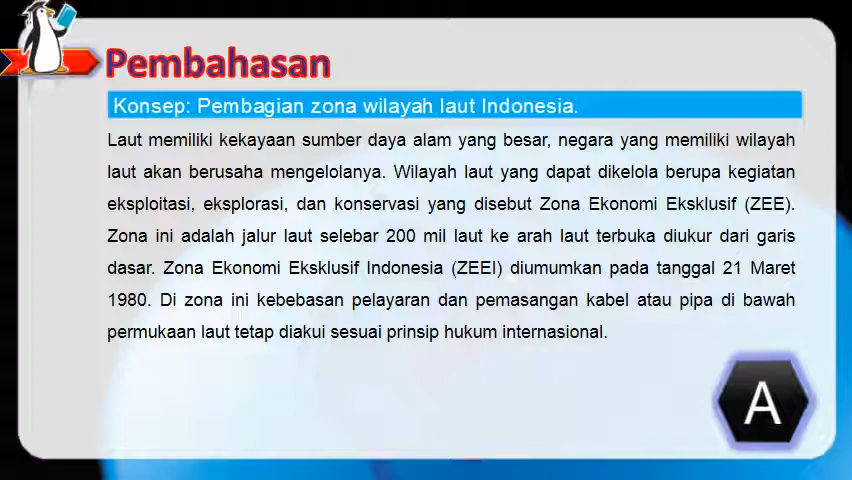 Pembahasan
Konsep: Pembagian zona wilayah laut Indonesia.
Laut memiliki kekayaan sumber daya alam yang besar, negara yang memiliki wilayah
laut akan berusaha mengelolanya. Wilayah laut yang dapat dikelola berupa kegiatan
eksploitasi, eksplorasi, dan konservasi yang disebut Zona Ekonomi Eksklusif (ZEE).
Zona ini adalah jalur laut selebar 200 mil laut ke arah laut terbuka diukur dari garis
dasar. Zona Ekonomi Eksklusif Indonesia (ZEEI) diumumkan pada tanggal 21 Maret
1980. Di zona ini kebebasan pelayaran dan pemasangan kabel atau pipa di bawah
permukaan laut tetap diakui sesuai prinsip hukum internasional.
A